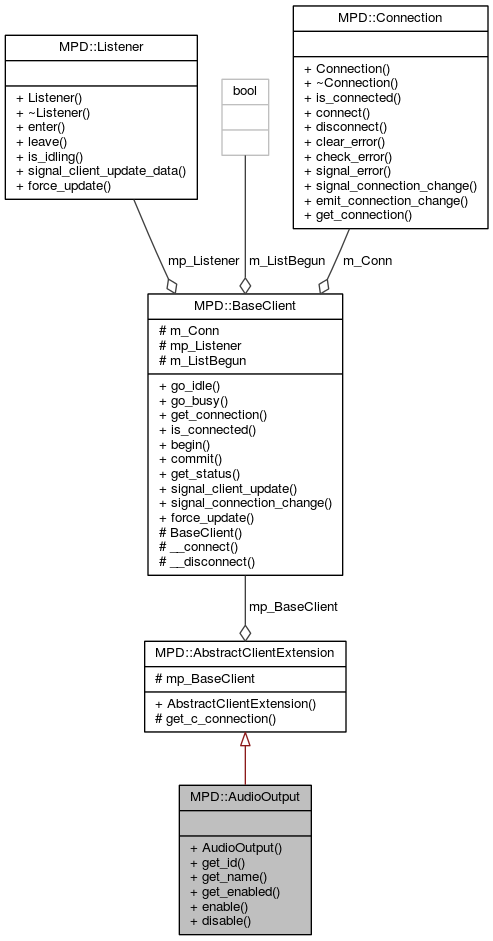 MPD::Listener
+ Listener()
+ ~Listener()
+ enter()
+ leave()
+ is_idling()
+ signal_client_update_data()
+ force_update()
bool
MPD::Connection
+ Connection()
+ ~Connection()
+ is_connected()
+ connect()
+ disconnect()
+ clear_error()
+ check_error()
+ signal_error()
+ signal_connection_change()
+ emit_connection_change()
+ get_connection()
mp_Listener
m_ListBegun
m_Conn
MPD::BaseClient
# m_Conn
# mp_Listener
# m_ListBegun
+ go_idle()
+ go_busy()
+ get_connection()
+ is_connected()
+ begin()
+ commit()
+ get_status()
+ signal_client_update()
+ signal_connection_change()
+ force_update()
# BaseClient()
# __connect()
# __disconnect()
mp_BaseClient
MPD::AbstractClientExtension
# mp_BaseClient
+ AbstractClientExtension()
# get_c_connection()
MPD::AudioOutput
+ AudioOutput()
+ get_id()
+ get_name()
+ get_enabled()
+ enable()
+ disable()